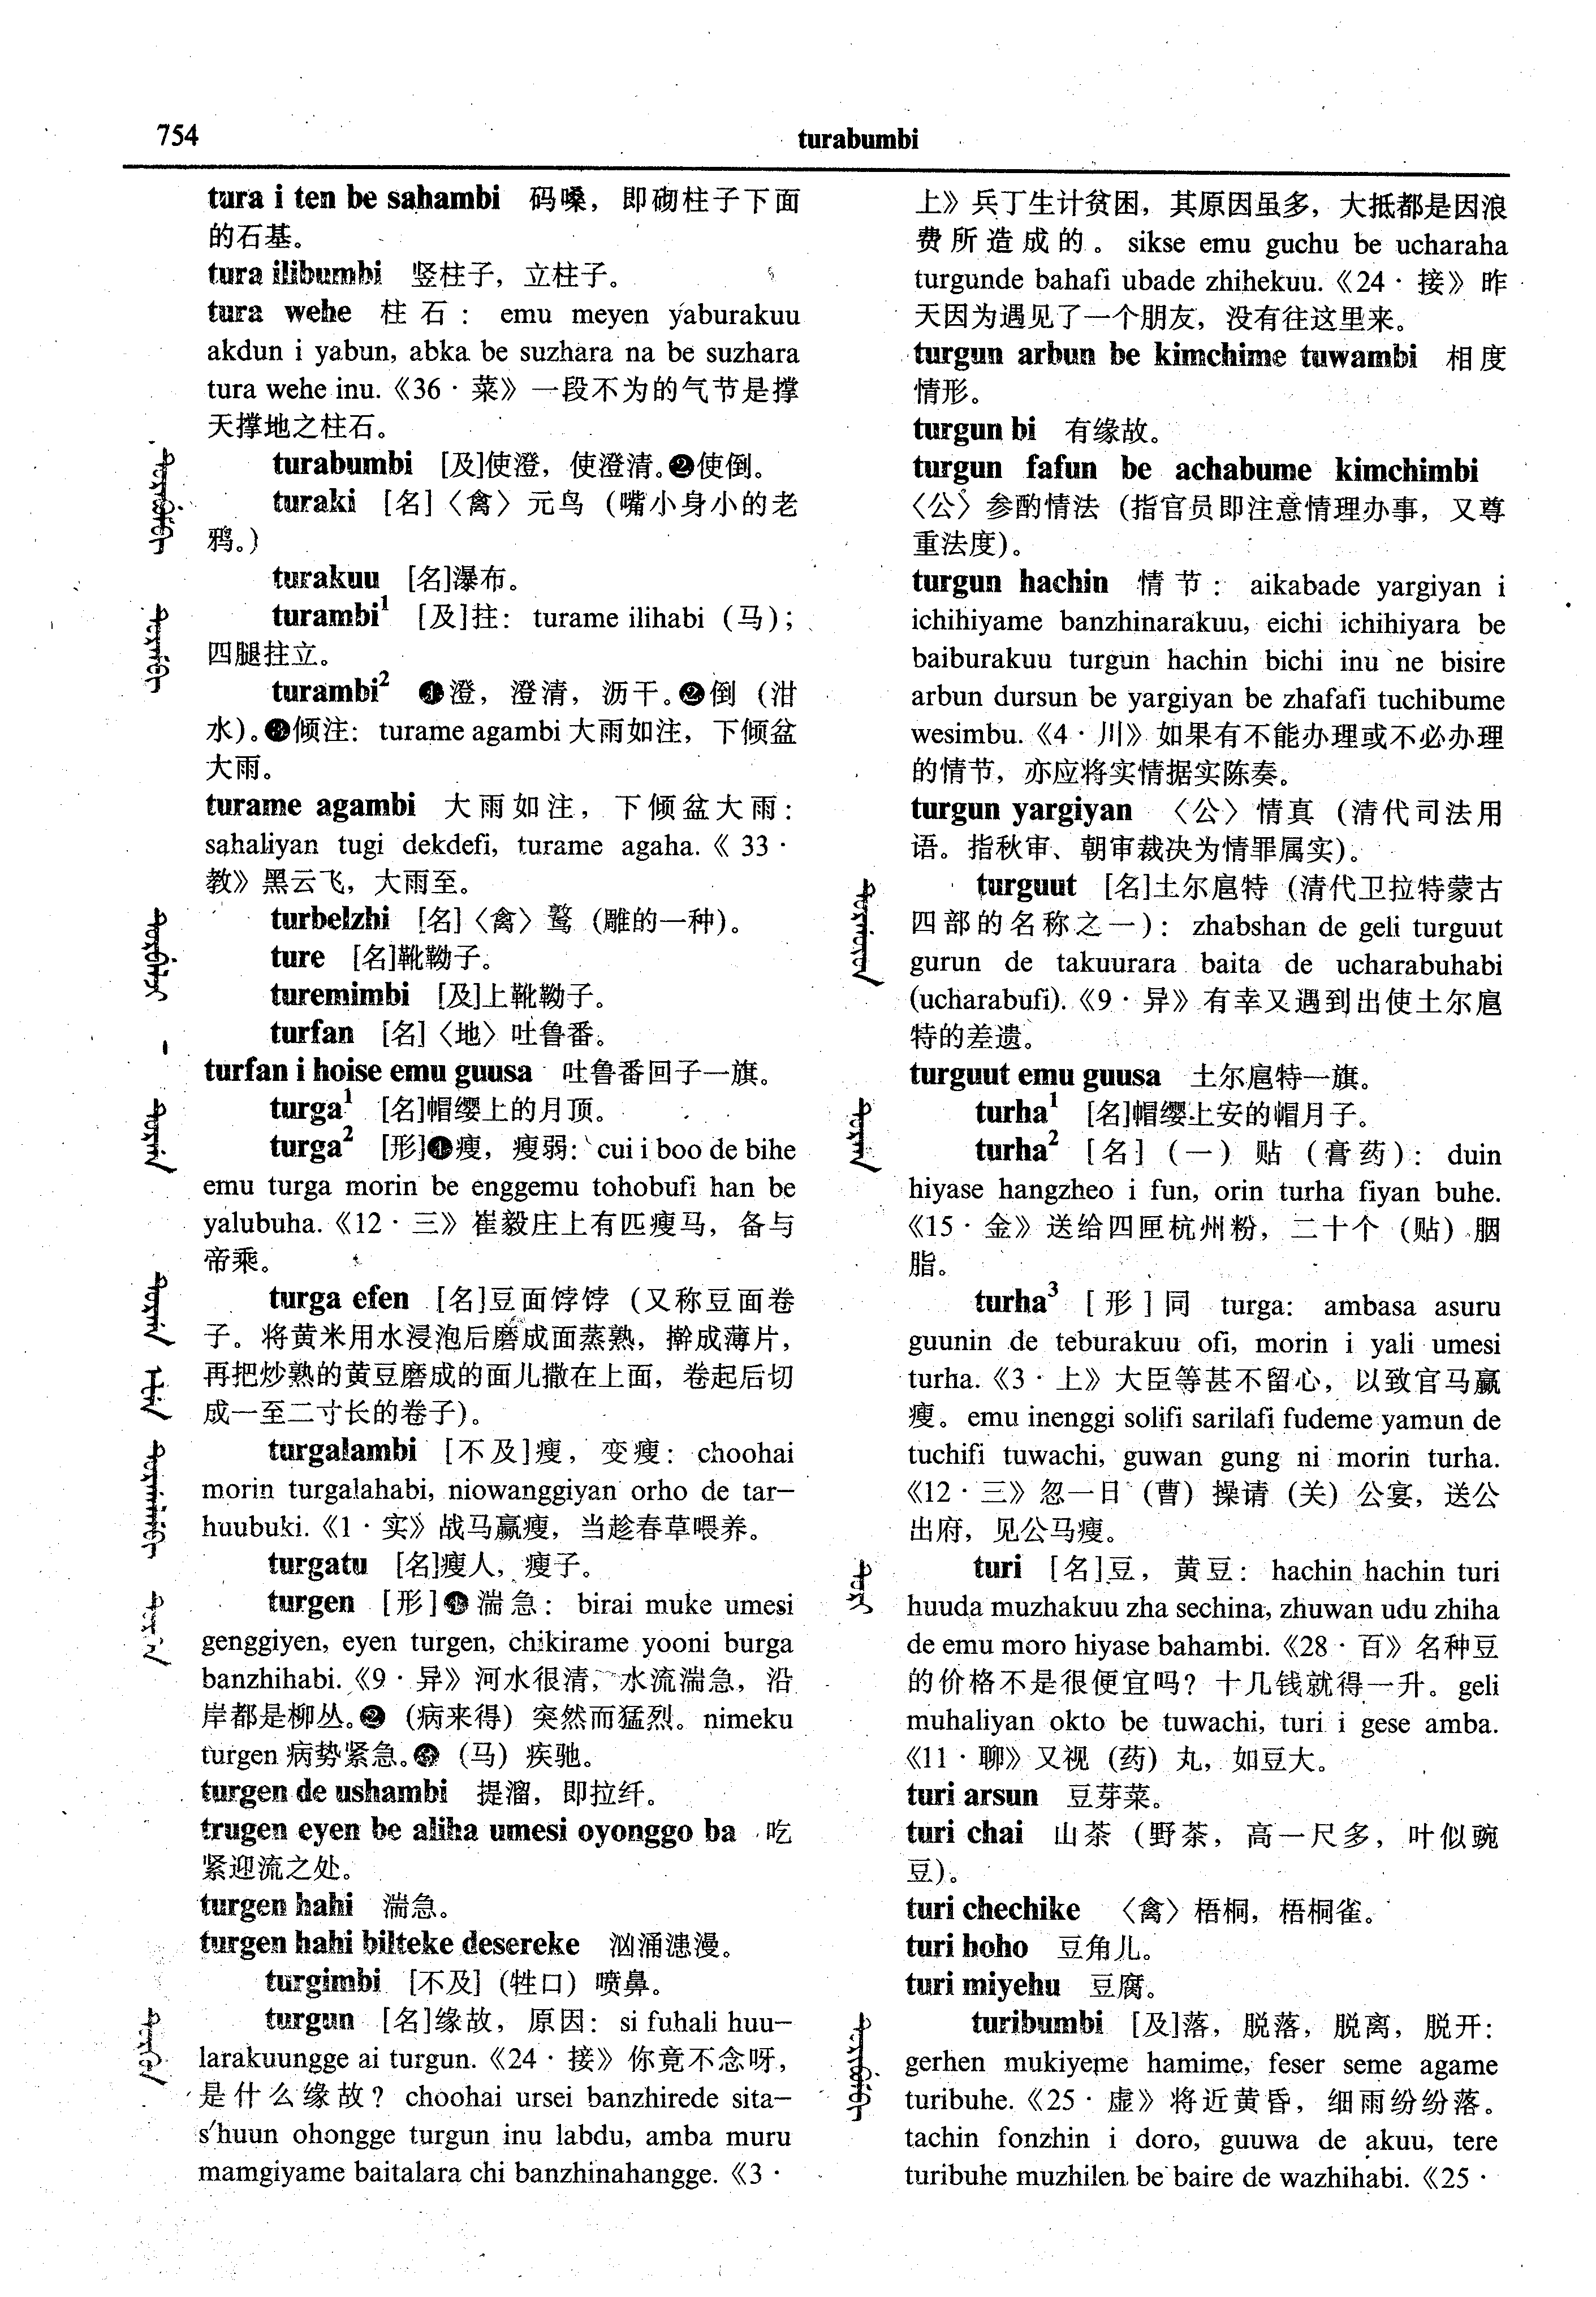 754
turabumbi
tura i ten be sahambi 码嗓，即砌柱子下面
的石基。
tura ilibumbi 竖柱子，立柱子。
tura wehe 柱石：emu meyen yaburakuu
akdun i yabun, abka be suzhara na be suzhara
tura wehe inu.《36·菜》一段不为的气节是撑
天撑地之柱石。
turabumbi [及]使澄，使澄清。❷使倒。
turaki [名]〈禽〉元鸟（嘴小身小的老
鸦。）
turakuu [名]瀑布。
turambi¹ [及]拄：turame ilihabi（马）；
四腿拄立。
turambi² ❶澄，澄清，沥干。❷倒（泔
水）。❸倾注：turame agambi 大雨如注，下倾盆
大雨。
turame agambi 大雨如注，下倾盆大雨：
sahaliyan tugi dekdefi, turame agaha.《33·
教》黑云飞，大雨至。
turbelzhi [名]〈禽〉鹜（雕的一种）。
ture [名]靴靿子。
turemimbi [及]上靴靿子。
turfan [名]〈地〉吐鲁番。
turfan i hoise emu guusa 吐鲁番回子一旗。
turga¹ [名]帽缨上的月顶。
turga² [形]❶瘦，瘦弱：cui i boo de bihe
emu turga morin be enggemu tohobufi han be
yalubuha.《12·三》崔毅庄上有匹瘦马，备与
帝乘。
turga efen [名]豆面饽饽（又称豆面卷
子。将黄米用水浸泡后磨成面蒸熟，擀成薄片，
再把炒熟的黄豆磨成的面儿撒在上面，卷起后切
成一至二寸长的卷子）。
turgalambi [不及]瘦，变瘦：choohai
morin turgalahabi, niowanggiyan orho de tar—
huubuki.《1·实》战马羸瘦，当趁春草喂养。
turgatu [名]瘦人，瘦子。
turgen [形]❶湍急：birai muke umesi
genggiyen, eyen turgen, chikirame yooni burga
banzhihabi.《9·异》河水很清，水流湍急，沿
岸都是柳丛。❷（病来得）突然而猛烈。nimeku
turgen 病势紧急。❸（马）疾驰。
turgen de ushambi 提溜，即拉纤。
trugen eyen be aliha umesi oyonggo ba 吃
紧迎流之处。
turgen hahi 湍急。
turgen hahi bilteke desereke 汹涌漶漫。
turgimbi [不及]（牲口）喷鼻。
turgun [名]缘故，原因：si fuhali huu—
larakuungge ai turgun.《24·接》你竟不念呀，
是什么缘故？choohai ursei banzhirede sita—
s'huun ohongge turgun inu labdu, amba muru
mamgiyame baitalara chi banzhinahangge.《3·
上》兵丁生计贫困，其原因虽多，大抵都是因浪
费所造成的。sikse emu guchu be ucharaha
turgunde bahafi ubade zhihekuu.《24·接》昨
天因为遇见了一个朋友，没有往这里来。
turgun arbun be kimchime tuwambi 相度
情形。
turgun bi 有缘故。
turgun fafun be achabume kimchimbi
〈公〉参酌情法（指官员即注意情理办事，又尊
重法度）。
turgun hachin 情节：aikabade yargiyan i
ichihiyame banzhinarakuu, eichi ichihiyara be
baiburakuu turgun hachin bichi inu ne bisire
arbun dursun be yargiyan be zhafafi tuchibume
wesimbu.《4·川》如果有不能办理或不必办理
的情节，亦应将实情据实陈奏。
turgun yargiyan 〈公〉情真（清代司法用
语。指秋审、朝审裁决为情罪属实）。
turguut [名]土尔扈特（清代卫拉特蒙古
四部的名称之一）：zhabshan de geli turguut
gurun de takuurara baita de ucharabuhabi
(ucharabufi).《9·异》有幸又遇到出使土尔扈
特的差遗。
turguut emu guusa 土尔扈特一旗。
turha¹ [名]帽缨上安的帽月子。
turha² [名]（一）贴（膏药）：duin
hiyase hangzheo i fun, orin turha fiyan buhe.
《15·金》送给四匣杭州粉，二十个（贴）胭
脂。
turha³ [形]同 turga: ambasa asuru
guunin de teburakuu ofi, morin i yali umesi
turha.《3·上》大臣等甚不留心，以致官马羸
瘦。emu inenggi solifi sarilafi fudeme yamun de
tuchifi tuwachi, guwan gung ni morin turha.
《12·三》忽一日（曹）操请（关）公宴，送公
出府，见公马瘦。
turi [名]豆，黄豆：hachin hachin turi
huuda muzhakuu zha sechina, zhuwan udu zhiha
de emu moro hiyase bahambi.《28·百》名种豆
的价格不是很便宜吗？十几钱就得一升。geli
muhaliyan okto be tuwachi, turi i gese amba.
《11·聊》又视（药）丸，如豆大。
turi arsun 豆芽菜。
turi chai 山茶（野茶，高一尺多，叶似豌
豆）。
turi chechike 〈禽〉梧桐，梧桐雀。
turi hoho 豆角儿。
turi miyehu 豆腐。
turibumbi [及]落，脱落，脱离，脱开：
gerhen mukiyeme hamime, feser seme agame
turibuhe.《25·虚》将近黄昏，细雨纷纷落。
tachin fonzhin i doro, guuwa de akuu, tere
turibuhe muzhilen be baire de wazhihabi.《25·